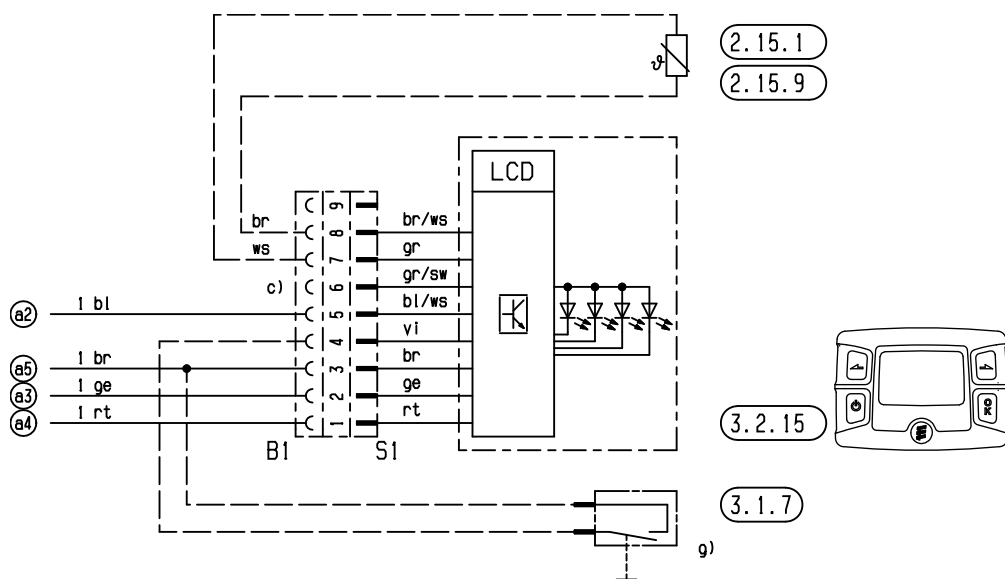 2.15.1
ϑ
2.15.9
LCD
9
br
8
br/ws
ws
7
gr
c)
6
gr/sw
a2
1 bl
5
bl/ws
4
vi
a5
1 br
3
br
a3
1 ge
2
ge
a4
1 rt
1
rt
B1
S1
3.2.15
OK
3.1.7
g)